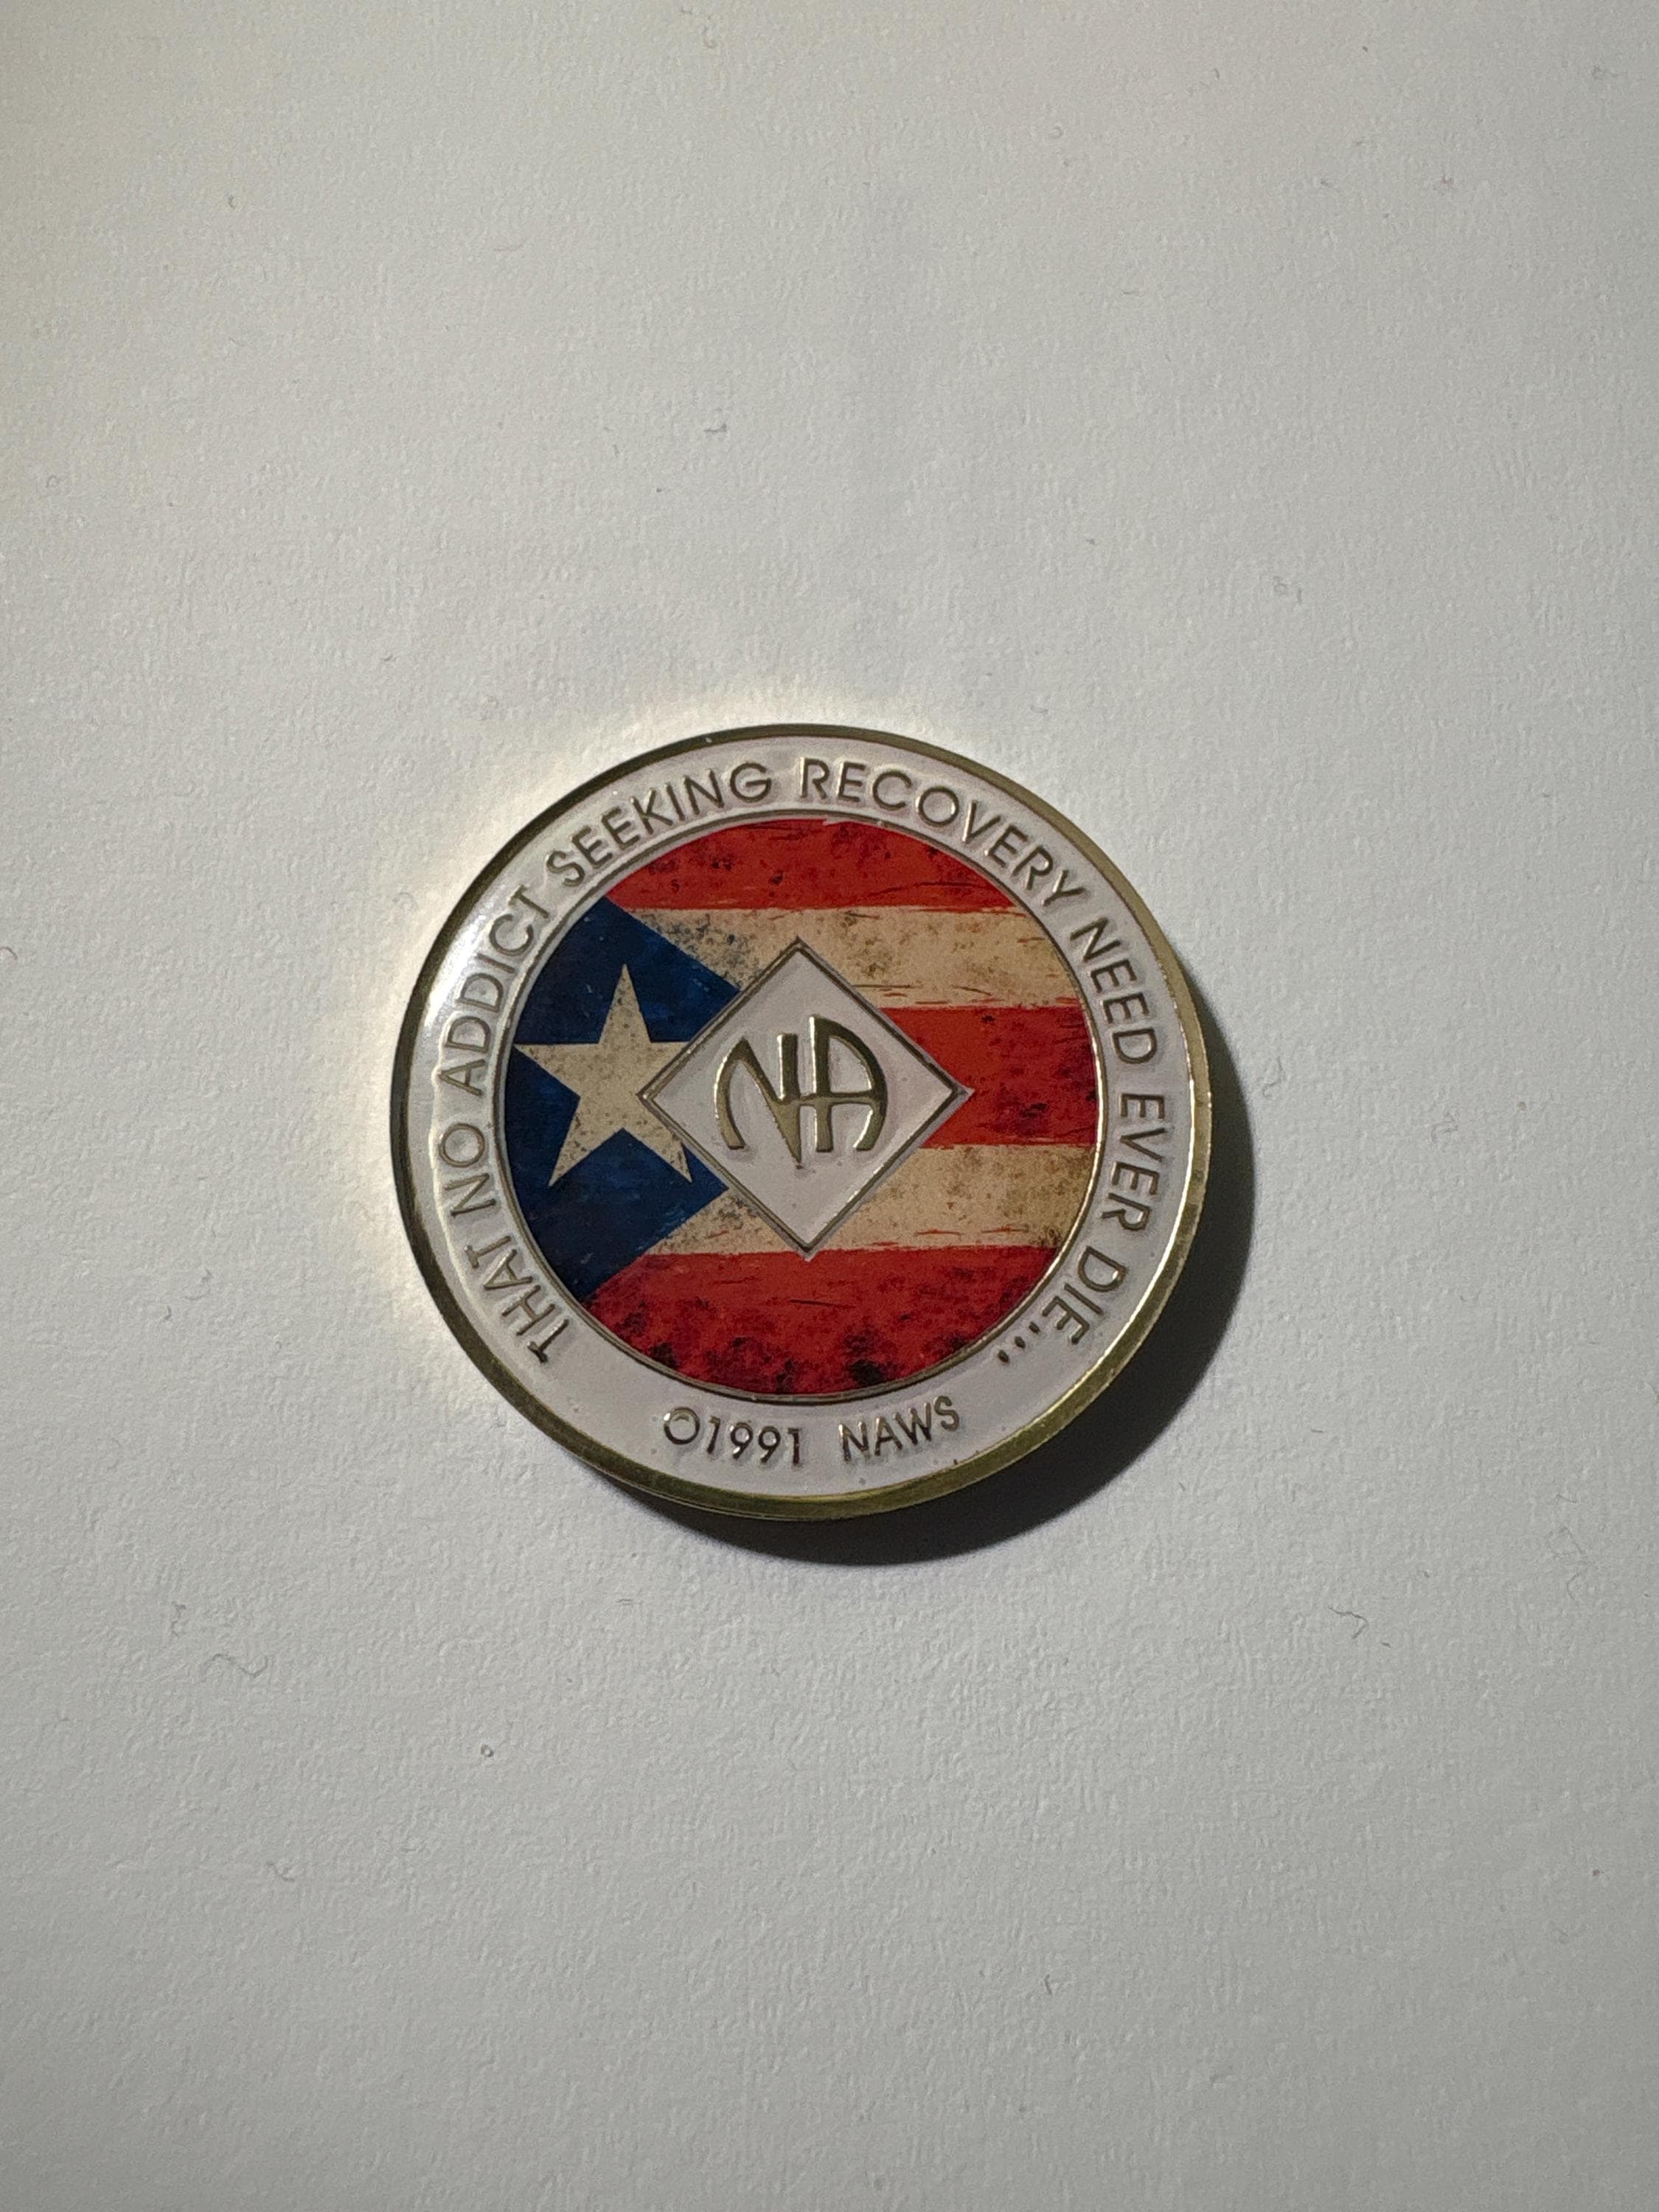 THAT NO ADDICT SEEKING RECOVERY NEED EVER DIE...
NA
©1991 NAWS